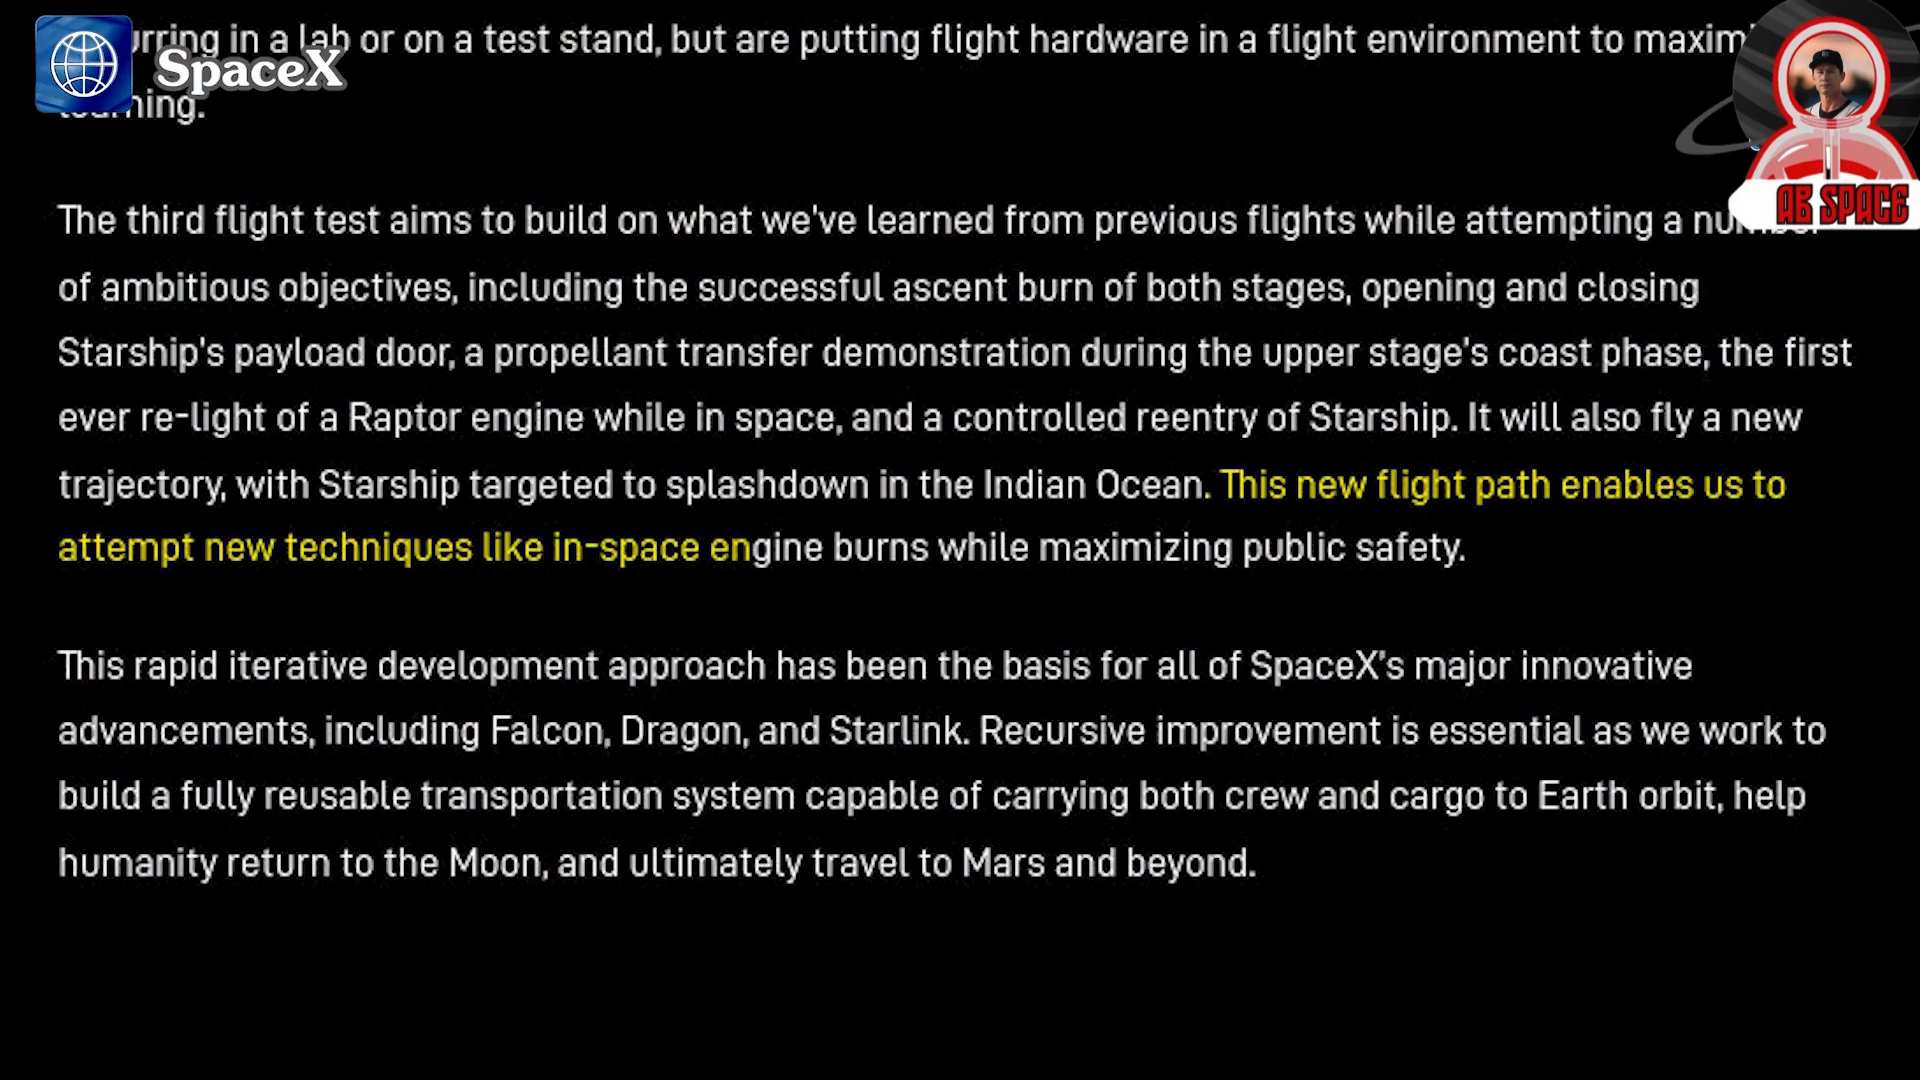 in a lab or on a test stand, but are putting flight hardware in a flight environment to
SpaceX
The third flight test aims to build on what we've learned from previous flights while attempting a number
AB SPACE
of ambitious objectives, including the successful ascent burn of both stages, opening and closing
Starship's payload door, a propellant transfer demonstration during the upper stage's coast phase, the first
ever re-light of a Raptor engine while in space, and a controlled reentry of Starship. It will also fly a new
trajectory, with Starship targeted to splashdown in the Indian Ocean. This new flight path enables us to
attempt new techniques like in-space engine burns while maximizing public safety.
This rapid iterative development approach has been the basis for all of SpaceX's major innovative
advancements, including Falcon, Dragon, and Starlink. Recursive improvement is essential as we work to
build a fully reusable transportation system capable of carrying both crew and cargo to Earth orbit, help
humanity return to the Moon, and ultimately travel to Mars and beyond.